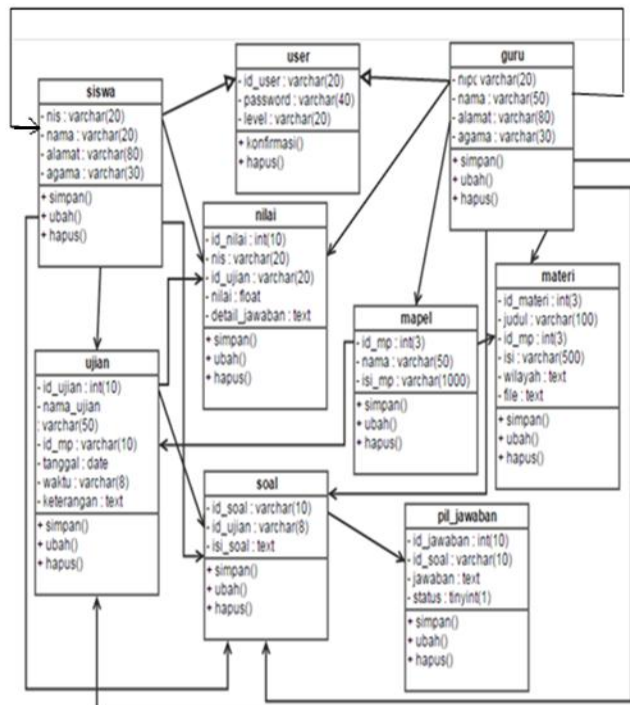 user
- id_user : varchar(20)
- password : varchar(40)
- level : varchar(20)
+ konfirmasi()
+ hapus()
guru
- nipc varchar(20)
- nama : varchar(50)
- alamat : varchar(80)
- agama : varchar(30)
+ simpan()
+ ubah()
+ hapus()
siswa
- nis : varchar(20)
- nama : varchar(20)
- alamat : varchar(80)
- agama : varchar(30)
+ simpan()
+ ubah()
+ hapus()
nilai
- id_nilai : int(10)
- nis : varchar(20)
- id_ujian : varchar(20)
- nilai : float
- detail_jawaban : text
+ simpan()
+ ubah()
+ hapus()
materi
- id_materi : int(3)
- judul : varchar(100)
- id_mp : int(3)
- isi : varchar(500)
- wilayah : text
- file : text
+ simpan()
+ ubah()
+ hapus()
mapel
- id_mp : int(3)
- nama : varchar(50)
- isi_mp : varchar(1000)
+ simpan()
+ ubah()
+ hapus()
ujian
- id_ujian : int(10)
- nama_ujian
: varchar(50)
- id_mp : varchar(10)
- tanggal : date
- waktu : varchar(8)
- keterangan : text
+ simpan()
+ ubah()
+ hapus()
soal
- id_soal : varchar(10)
- id_ujian : varchar(8)
- isi_soal : text
+ simpan()
+ ubah()
+ hapus()
pil_jawaban
- id_jawaban : int(10)
- id_soal : varchar(10)
- jawaban : text
- status : tinyint(1)
+ simpan()
+ ubah()
+ hapus()